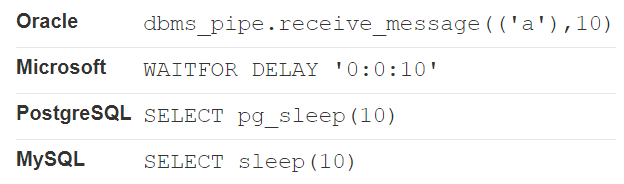 Oracle dbms_pipe.receive_message(('a'),10)
Microsoft WAITFOR DELAY '0:0:10'
PostgreSQL SELECT pg_sleep(10)
MySQL SELECT sleep(10)